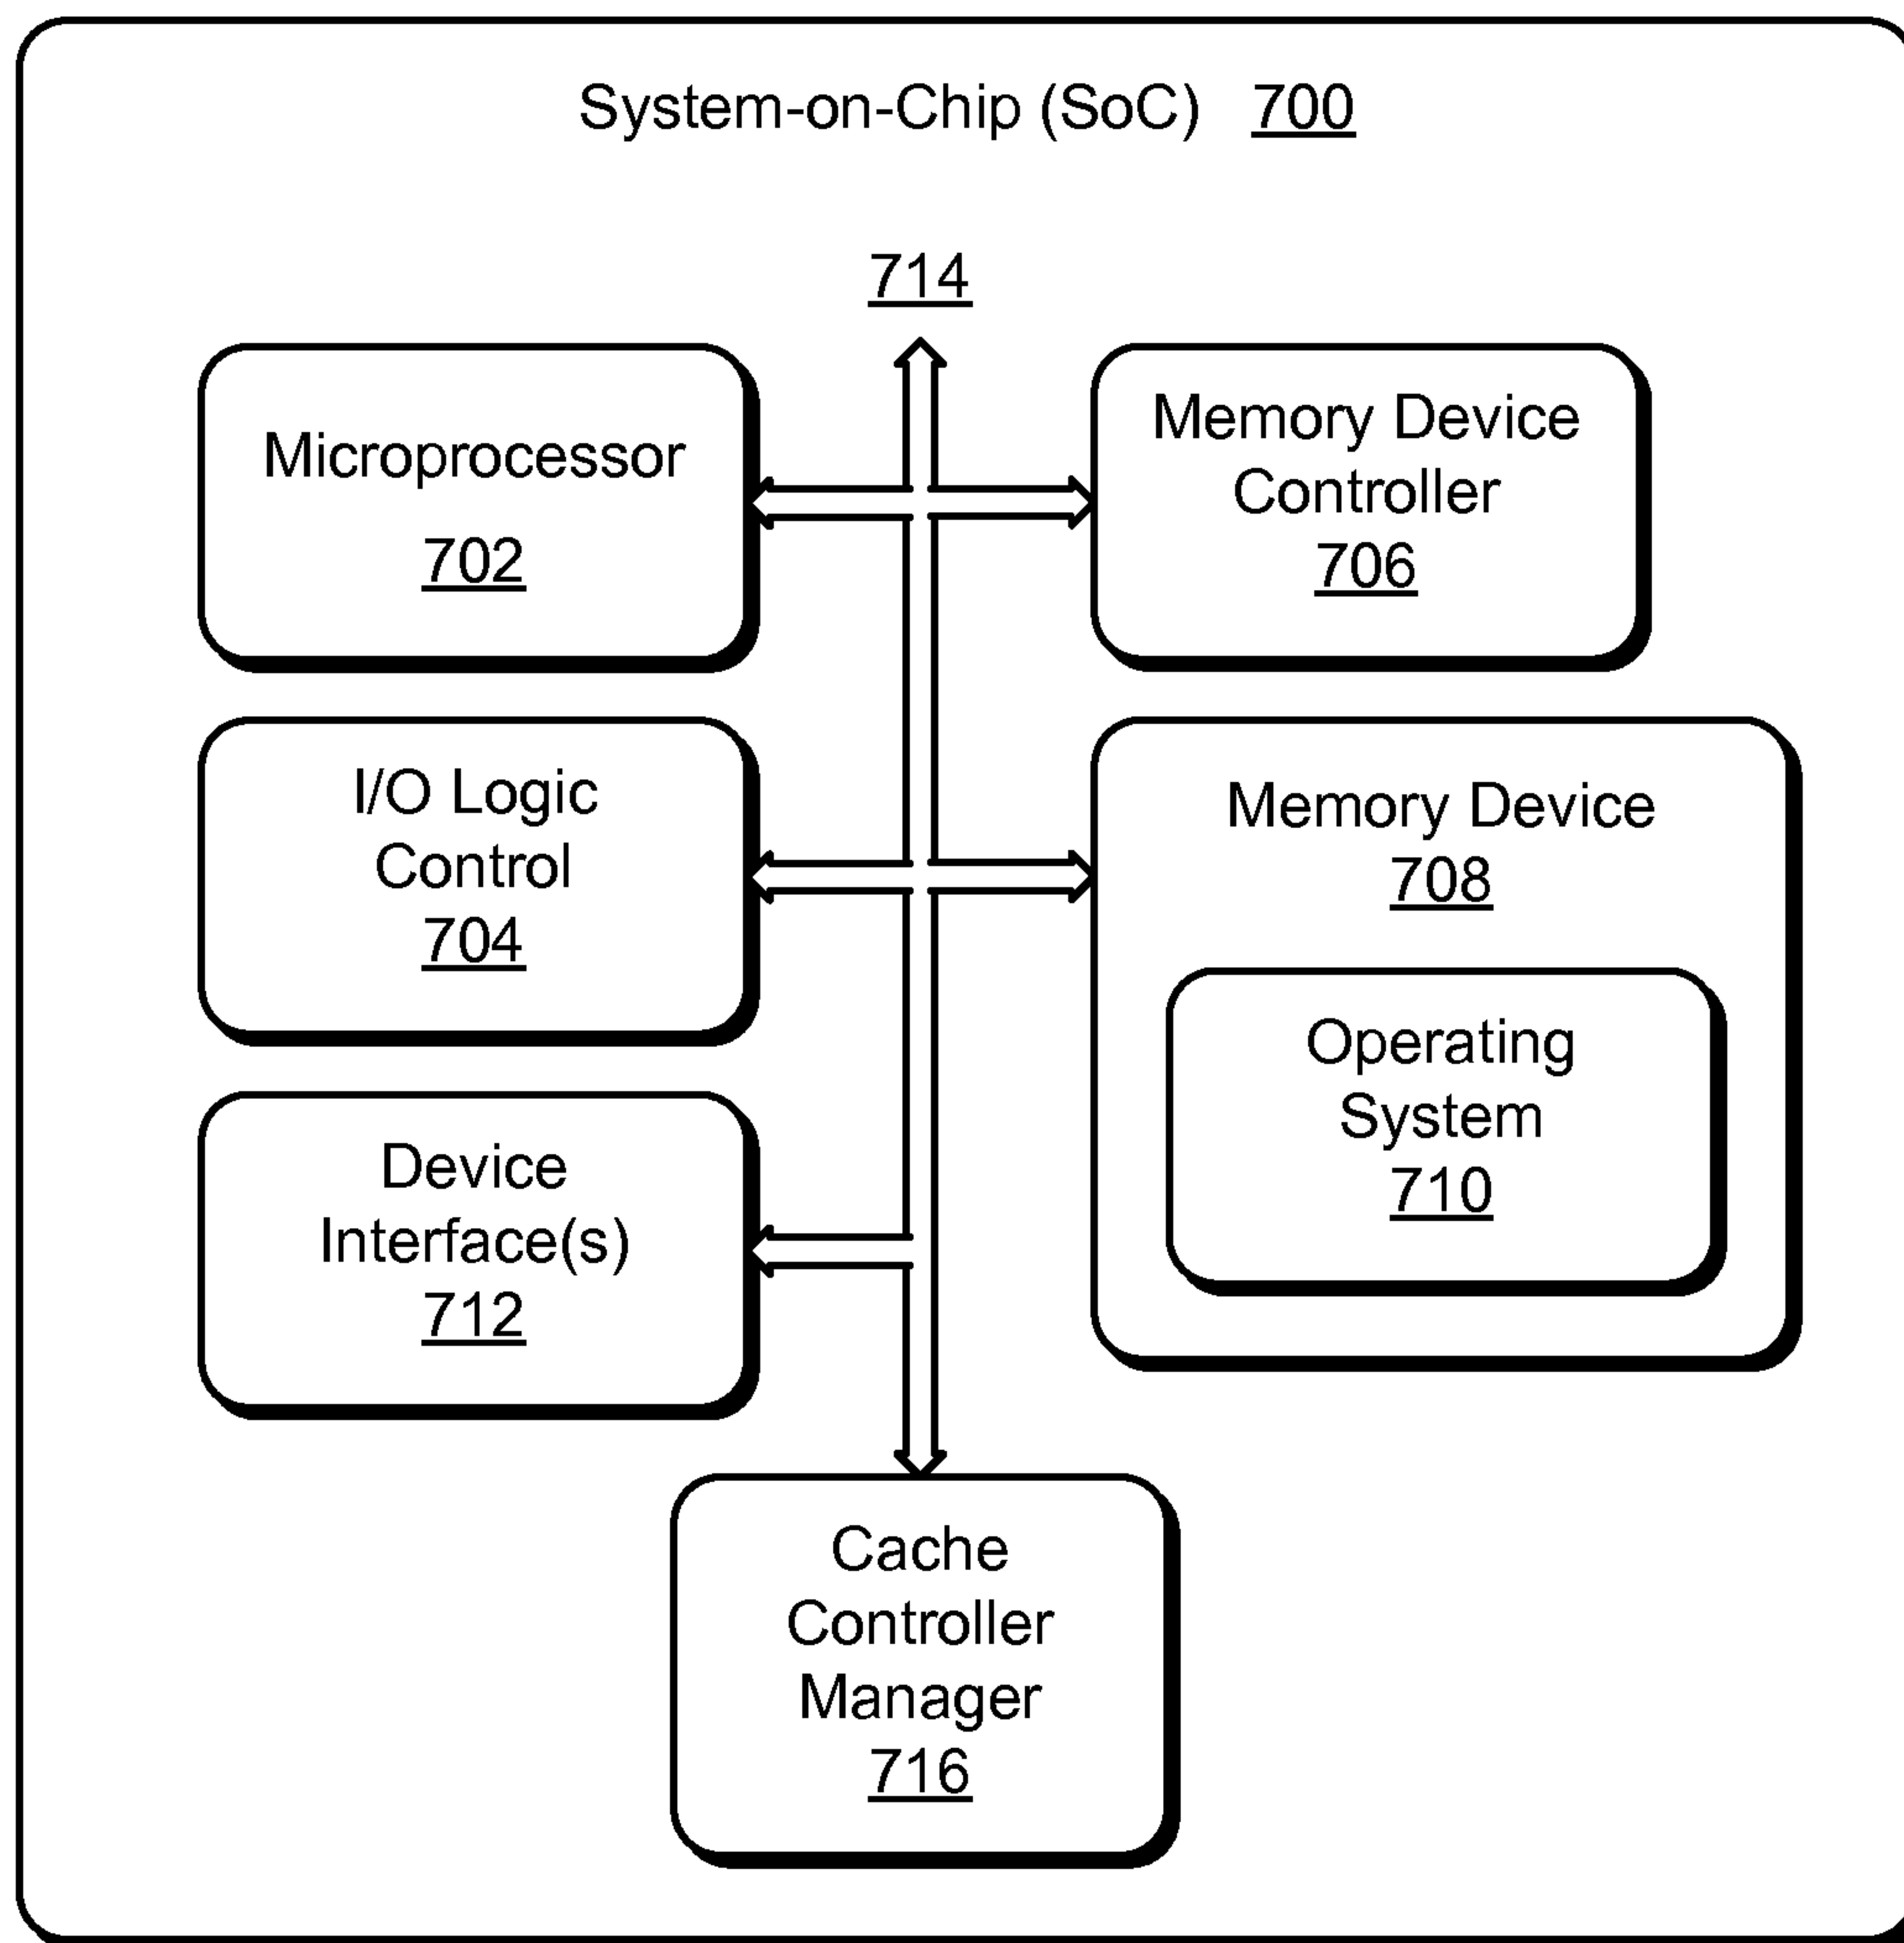 System-on-Chip (SoC) 700
714
Microprocessor
702
Memory Device
Controller
706
I/O Logic
Control
704
Memory Device
708
Operating
System
710
Device
Interface(s)
712
Cache
Controller
Manager
716